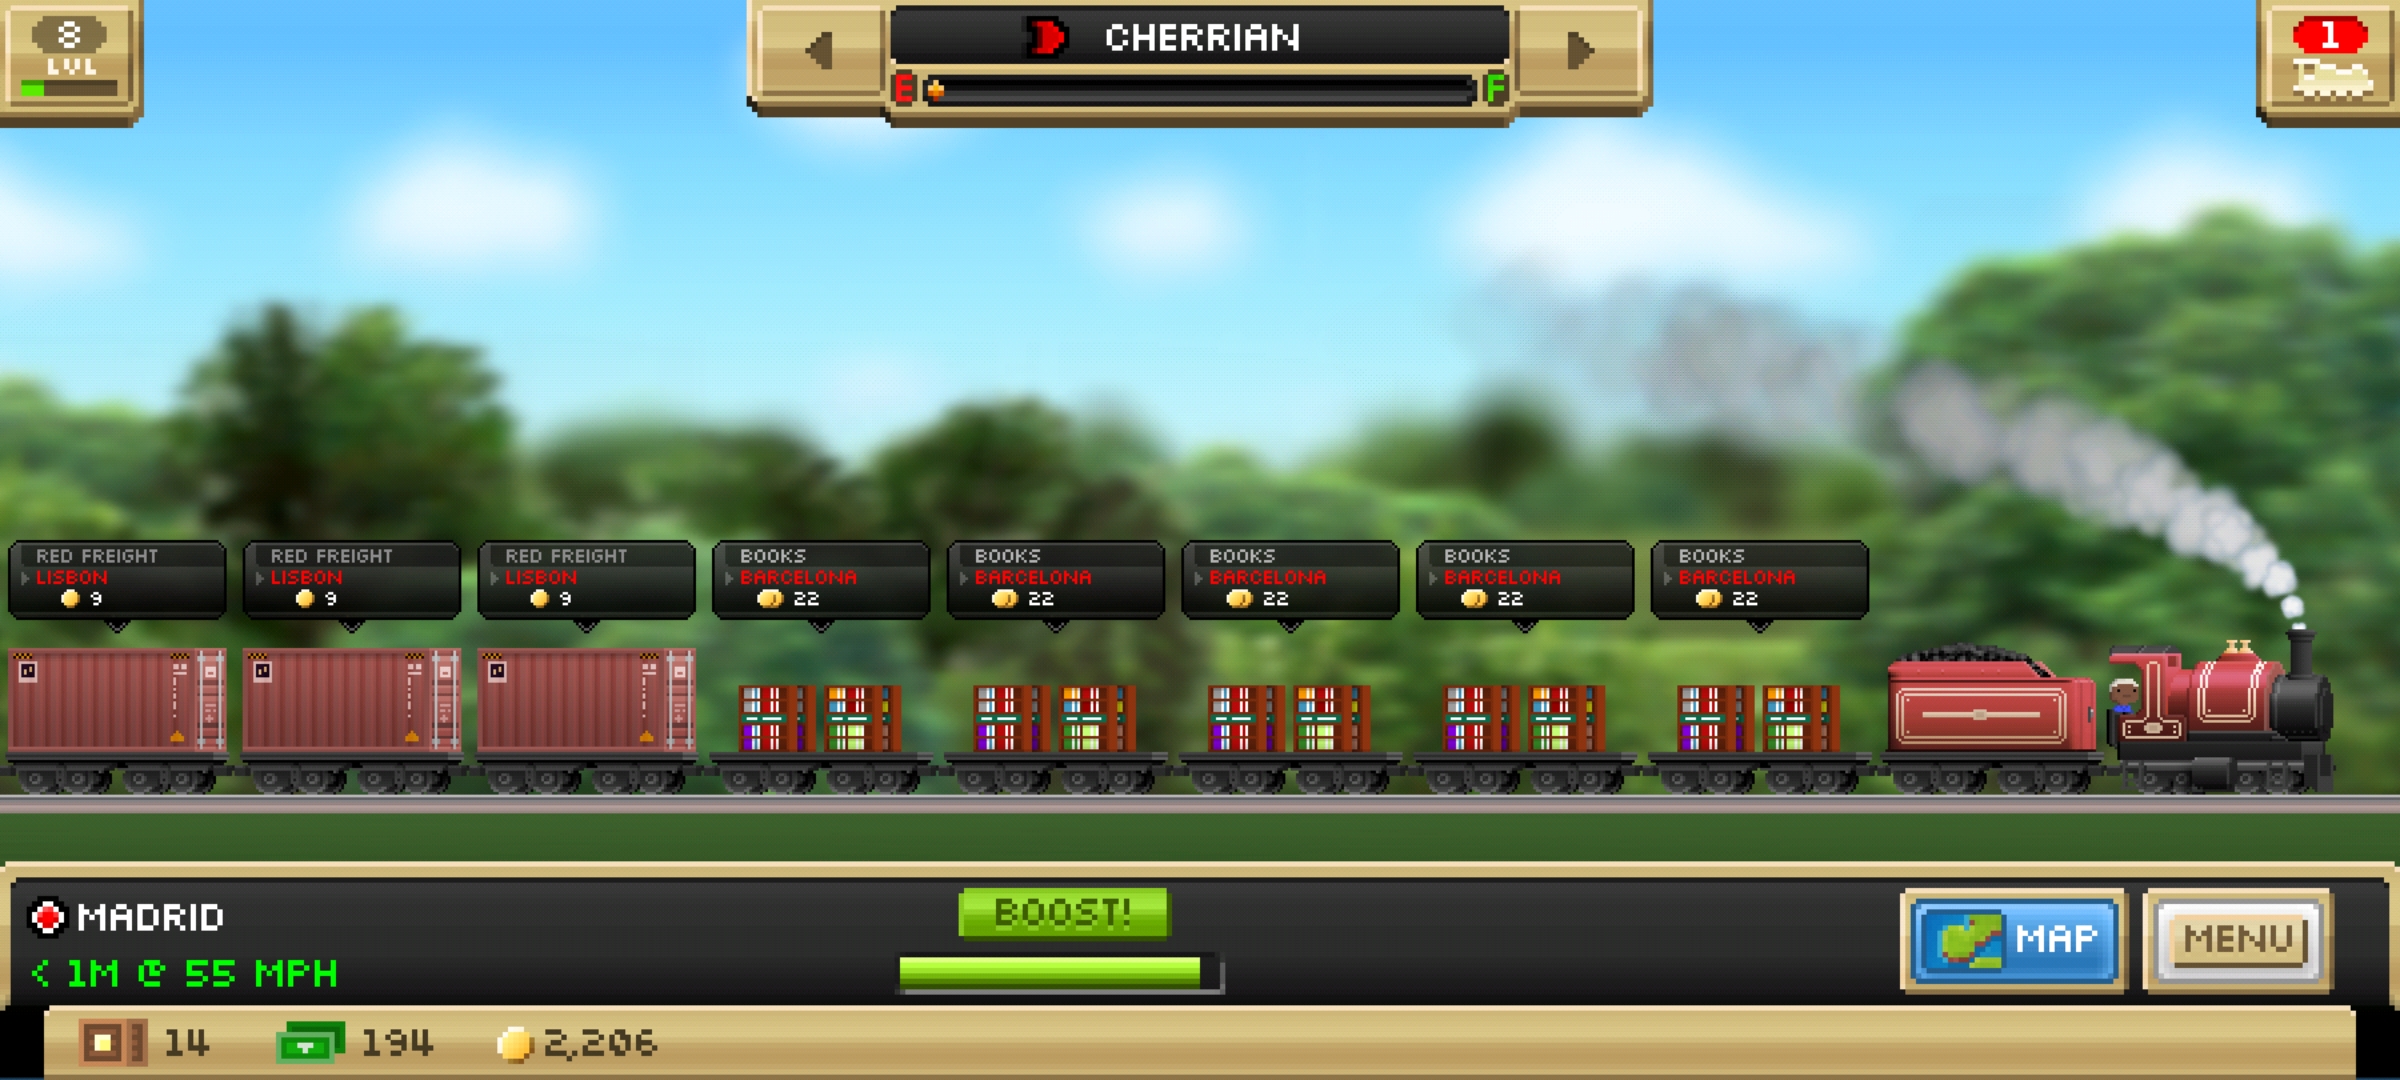 8
LVL
CHERRIAN
E F
1
RED FREIGHT
LISBON
9
RED FREIGHT
LISBON
9
RED FREIGHT
LISBON
9
BOOKS
BARCELONA
22
BOOKS
BARCELONA
22
BOOKS
BARCELONA
22
BOOKS
BARCELONA
22
BOOKS
BARCELONA
22
MADRID
< 1M @ 55 MPH
BOOST!
MAP
MENU
14
194
2,206